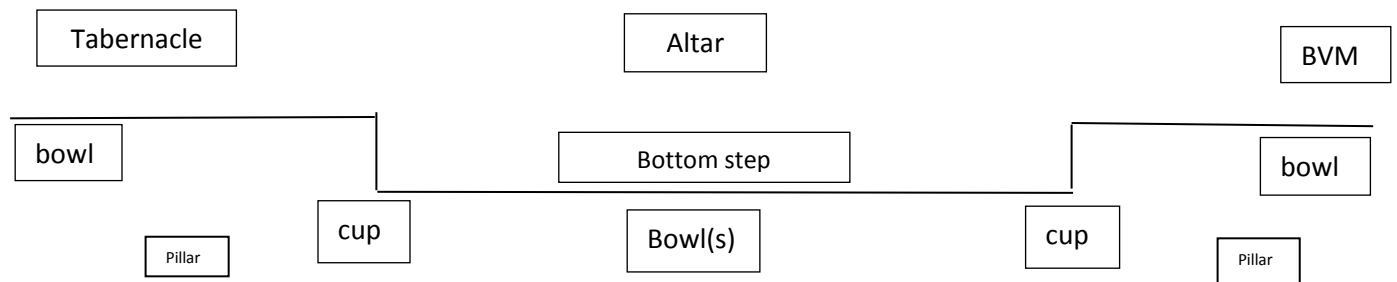 Tabernacle
Altar
BVM
bowl
Bottom step
bowl
cup
Bowl(s)
cup
Pillar
Pillar